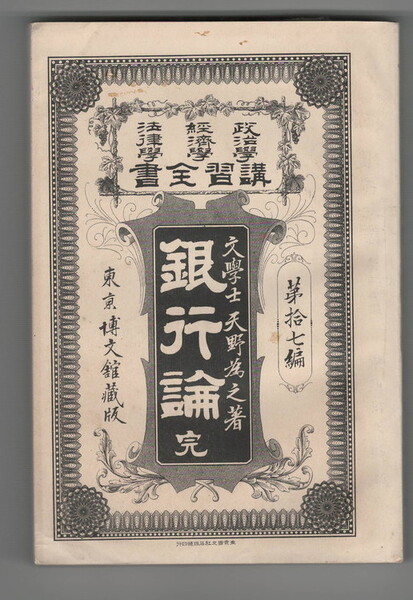 政治學
經濟學
法律學
講習全書
第拾七編
文學士 天野為之著
銀行論 完
東京博文館藏版